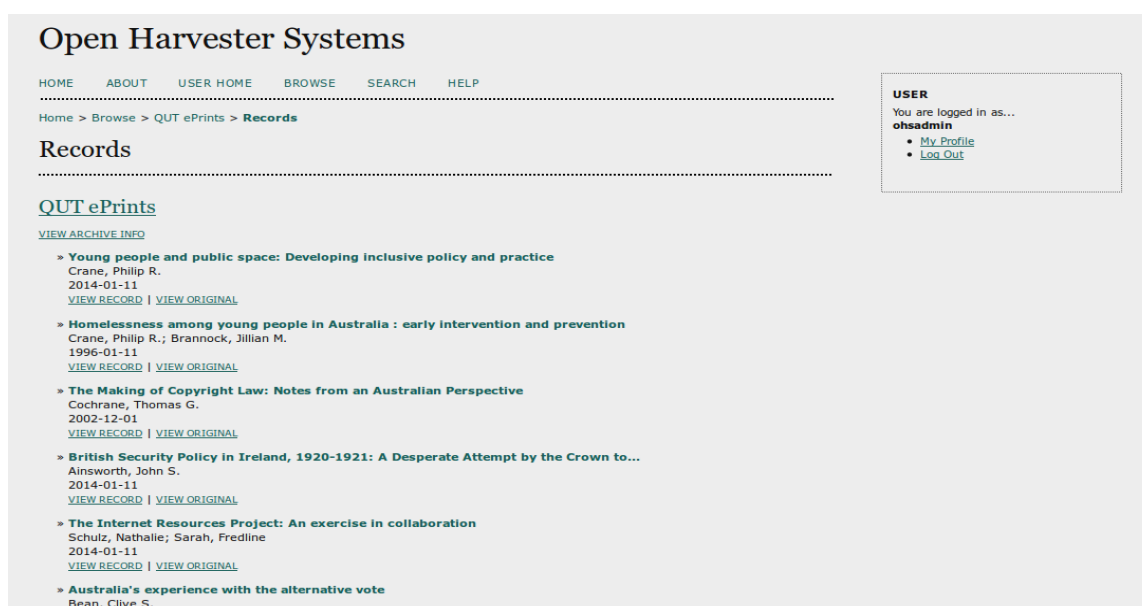 Open Harvester Systems
HOME ABOUT USER HOME BROWSE SEARCH HELP
Home > Browse > QUT ePrints > Records
Records
QUT ePrints
VIEW ARCHIVE INFO
» Young people and public space: Developing inclusive policy and practice
Crane, Philip R.
2014-01-11
VIEW RECORD | VIEW ORIGINAL
» Homelessness among young people in Australia : early intervention and prevention
Crane, Philip R.; Brannock, Jillian M.
1996-01-11
VIEW RECORD | VIEW ORIGINAL
» The Making of Copyright Law: Notes from an Australian Perspective
Cochrane, Thomas G.
2002-12-01
VIEW RECORD | VIEW ORIGINAL
» British Security Policy in Ireland, 1920-1921: A Desperate Attempt by the Crown to...
Ainsworth, John S.
2014-01-11
VIEW RECORD | VIEW ORIGINAL
» The Internet Resources Project: An exercise in collaboration
Schulz, Nathalie; Sarah, Fredline
2014-01-11
VIEW RECORD | VIEW ORIGINAL
» Australia's experience with the alternative vote
Bean, Clive S.
USER
You are logged in as...
ohsadmin
• My Profile
• Log Out